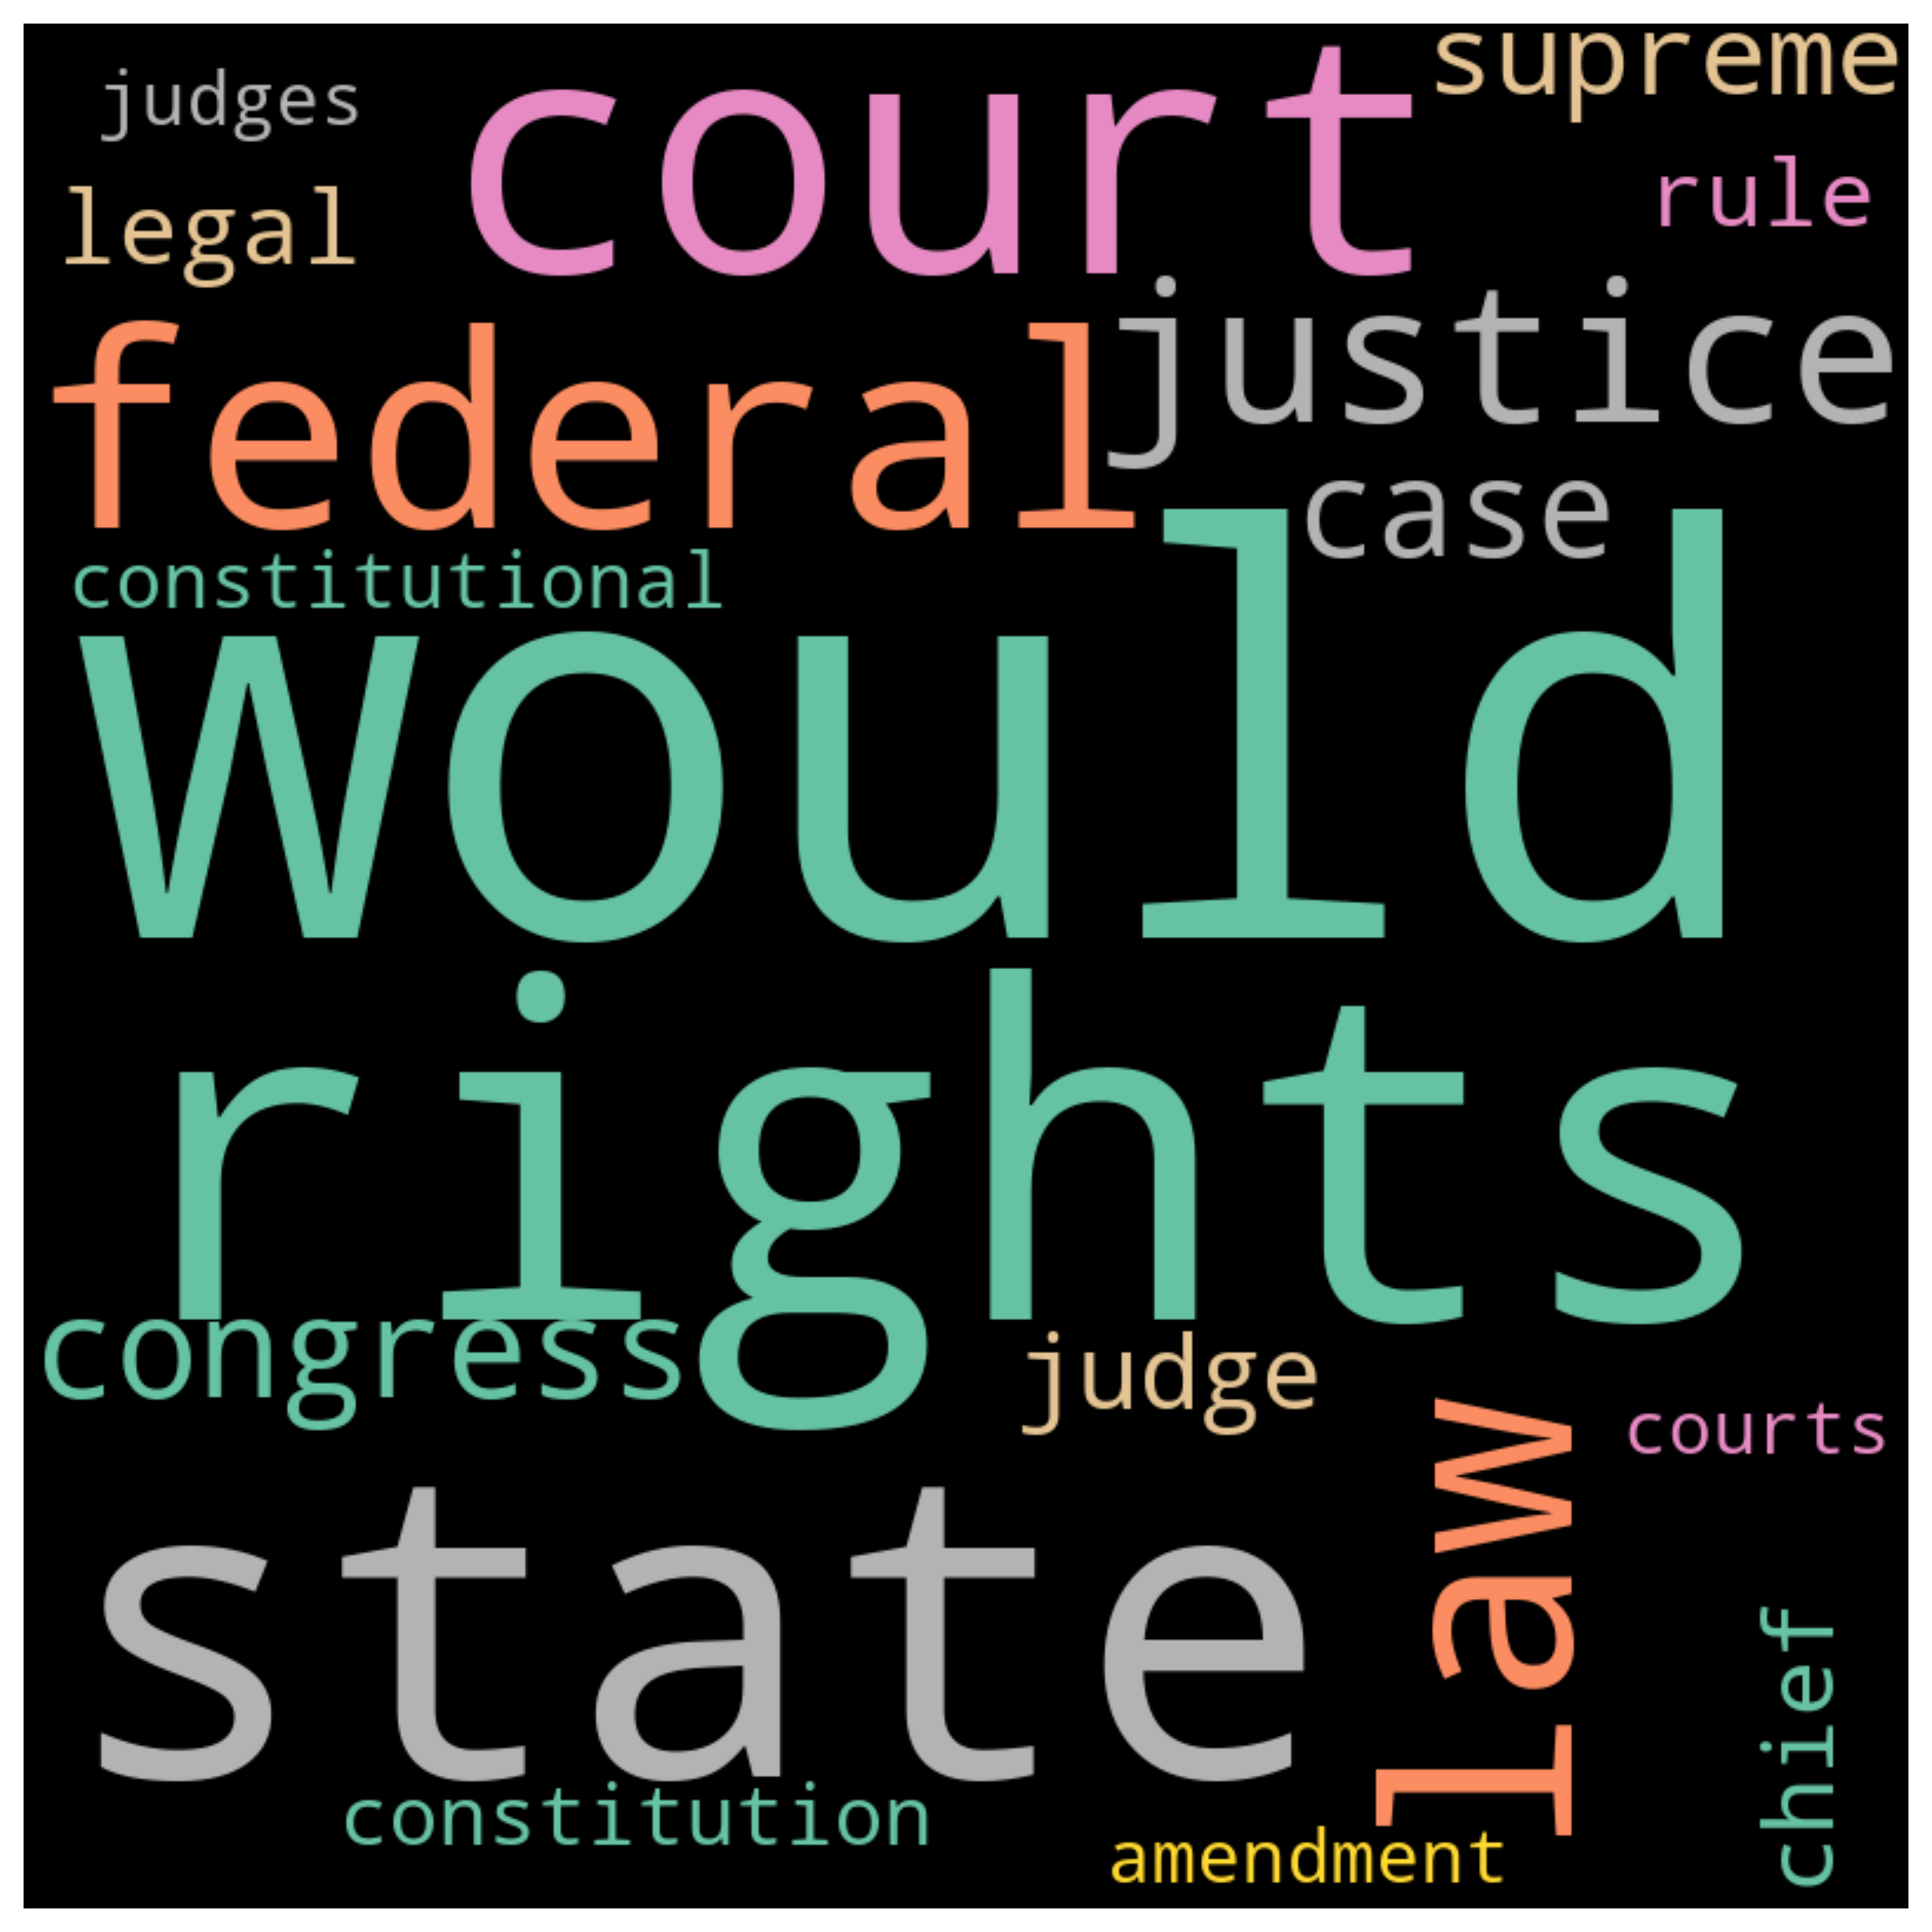 judges
court
supreme
legal
rule
federal
justice
case
constitutional
would
rights
congress
judge
law
courts
state
chief
constitution
amendment